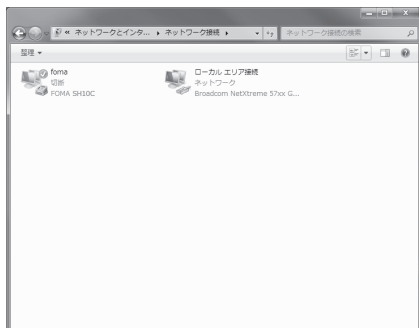 « ネットワークとインタ... ▸ ネットワーク接続 ▸ ネットワーク接続の検索
整理 ▾
foma
切断
FOMA SH10C
ローカル エリア接続
ネットワーク
Broadcom NetXtreme 57xx G...